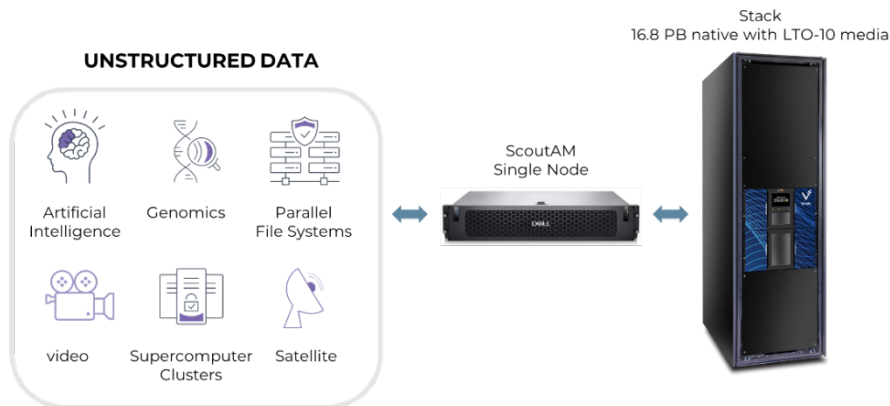 Stack
16.8 PB native with LTO-10 media
UNSTRUCTURED DATA
Artificial
Intelligence
Genomics
Parallel
File Systems
video
Supercomputer
Clusters
Satellite
ScoutAM
Single Node
DELL